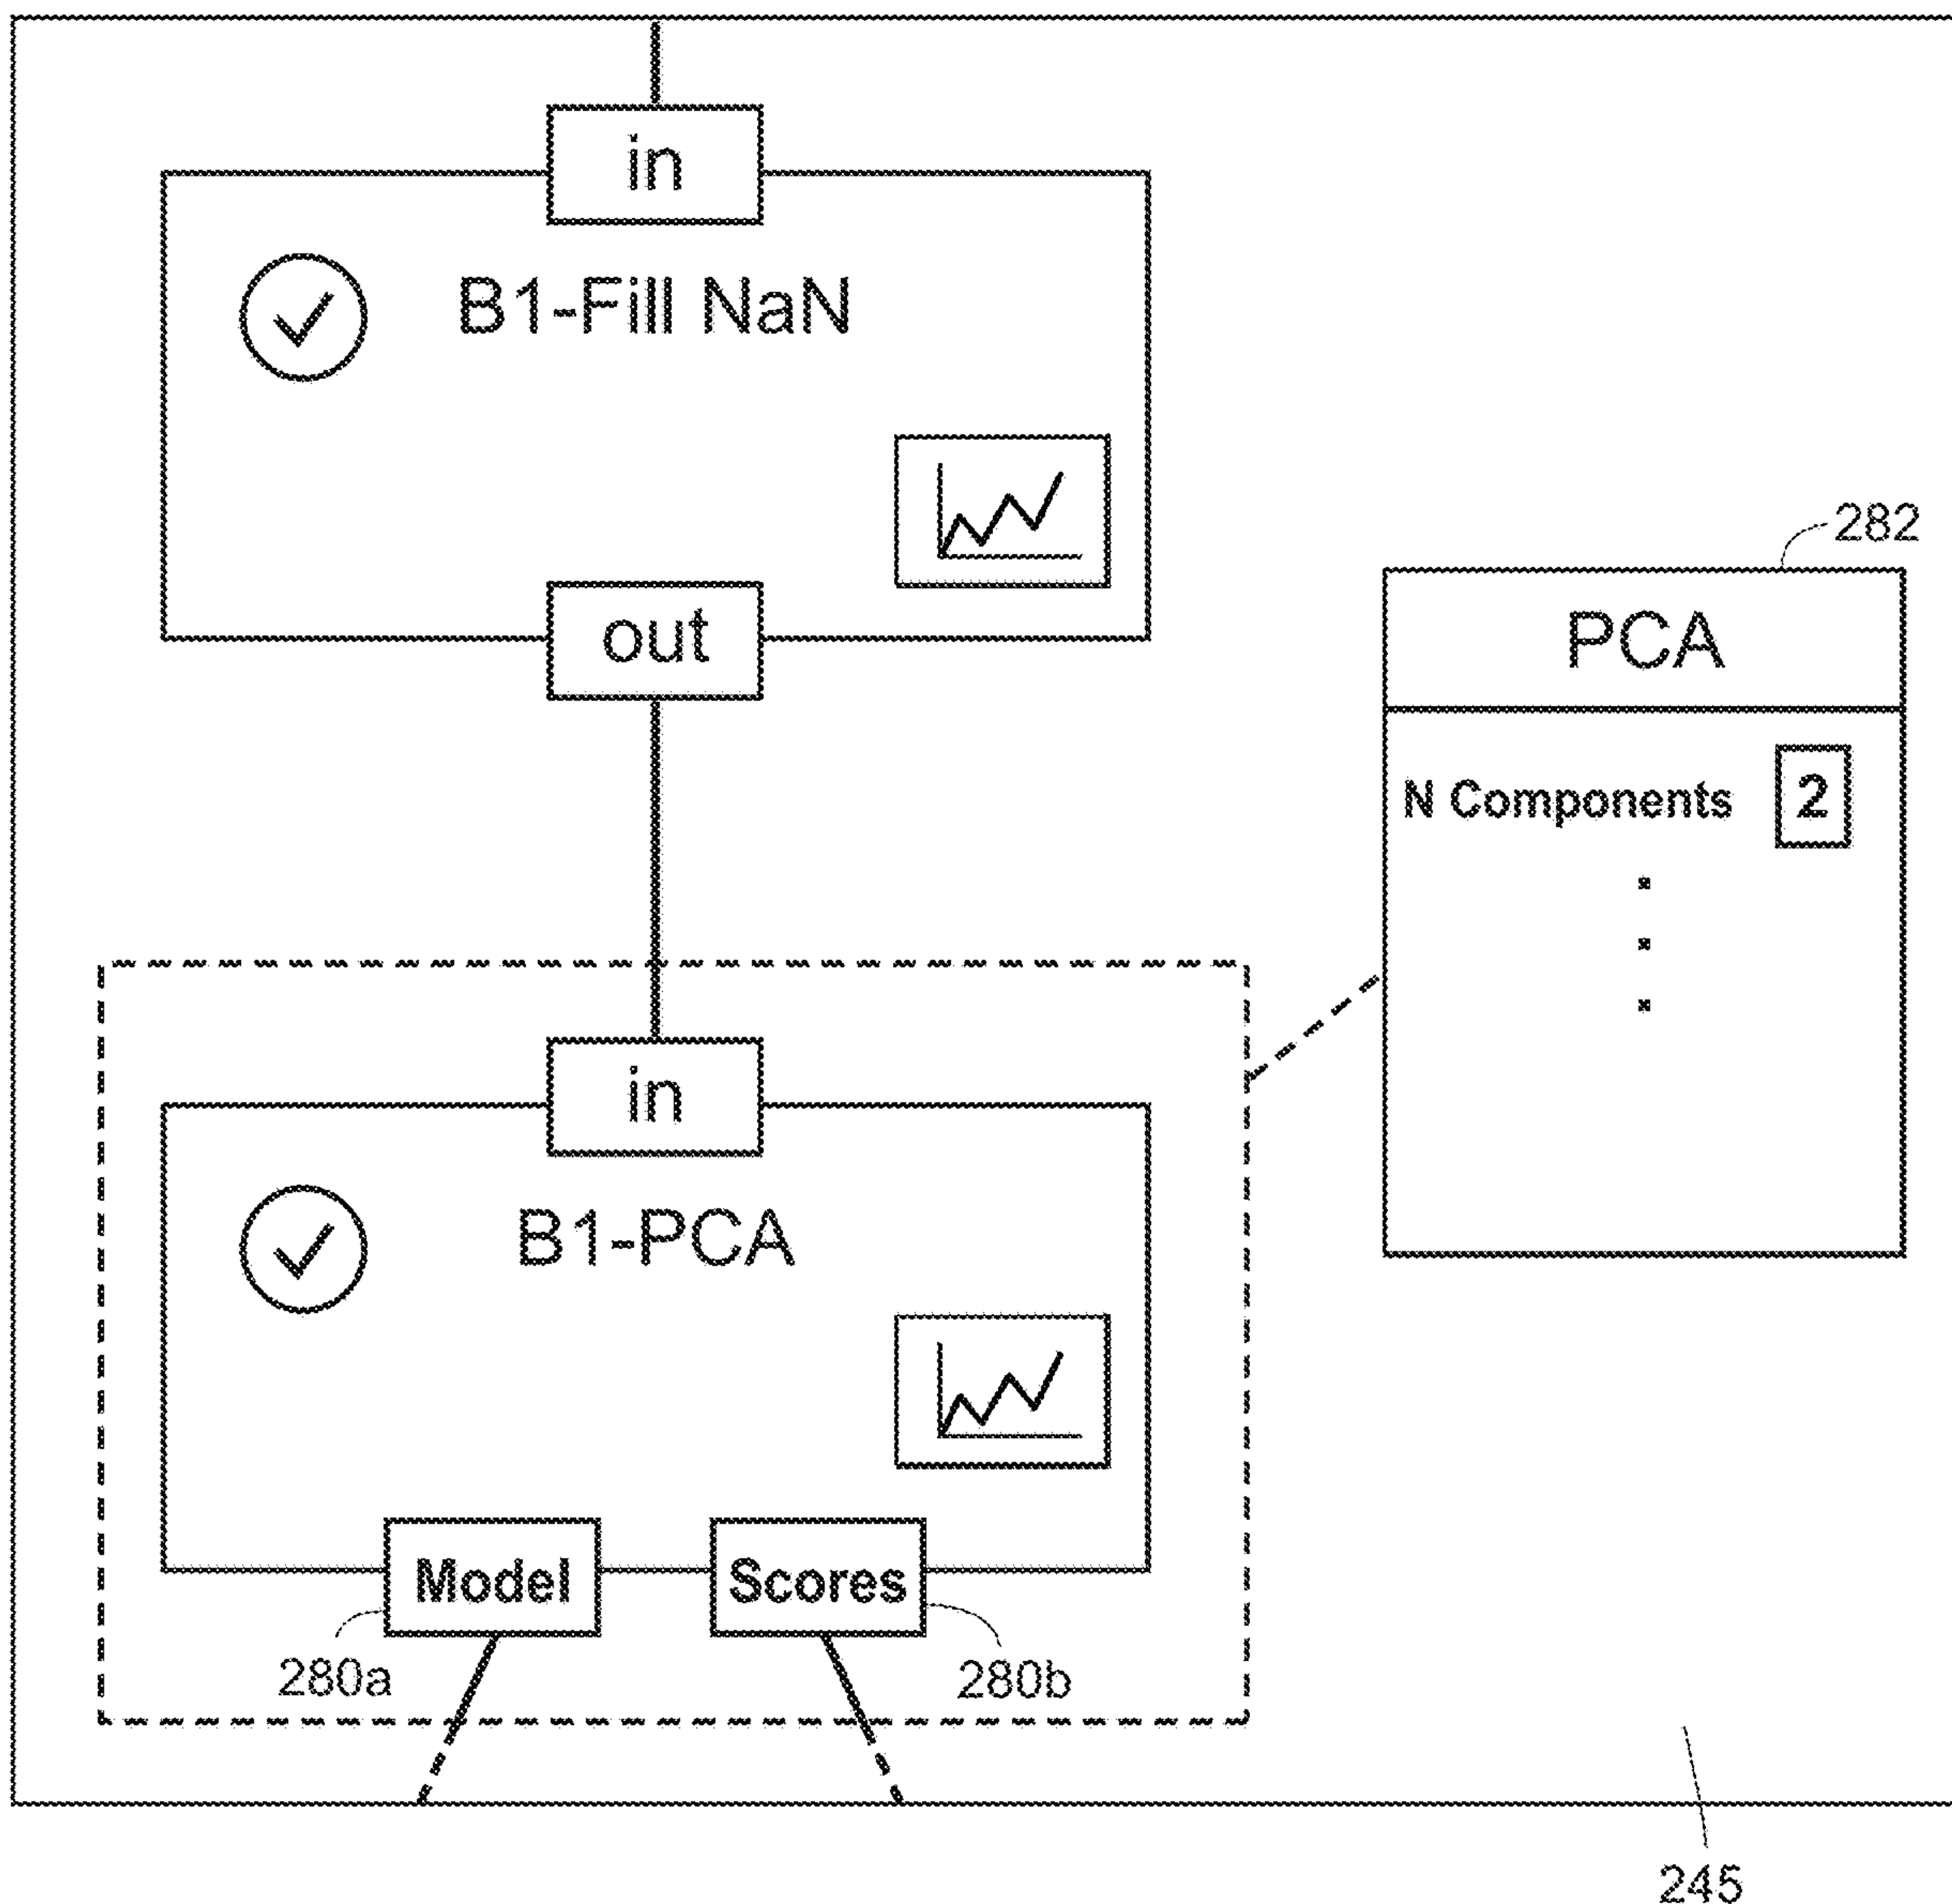 in
B1-Fill NaN
out
282
PCA
N Components 2
in
B1-PCA
Model
Scores
280a
280b
245